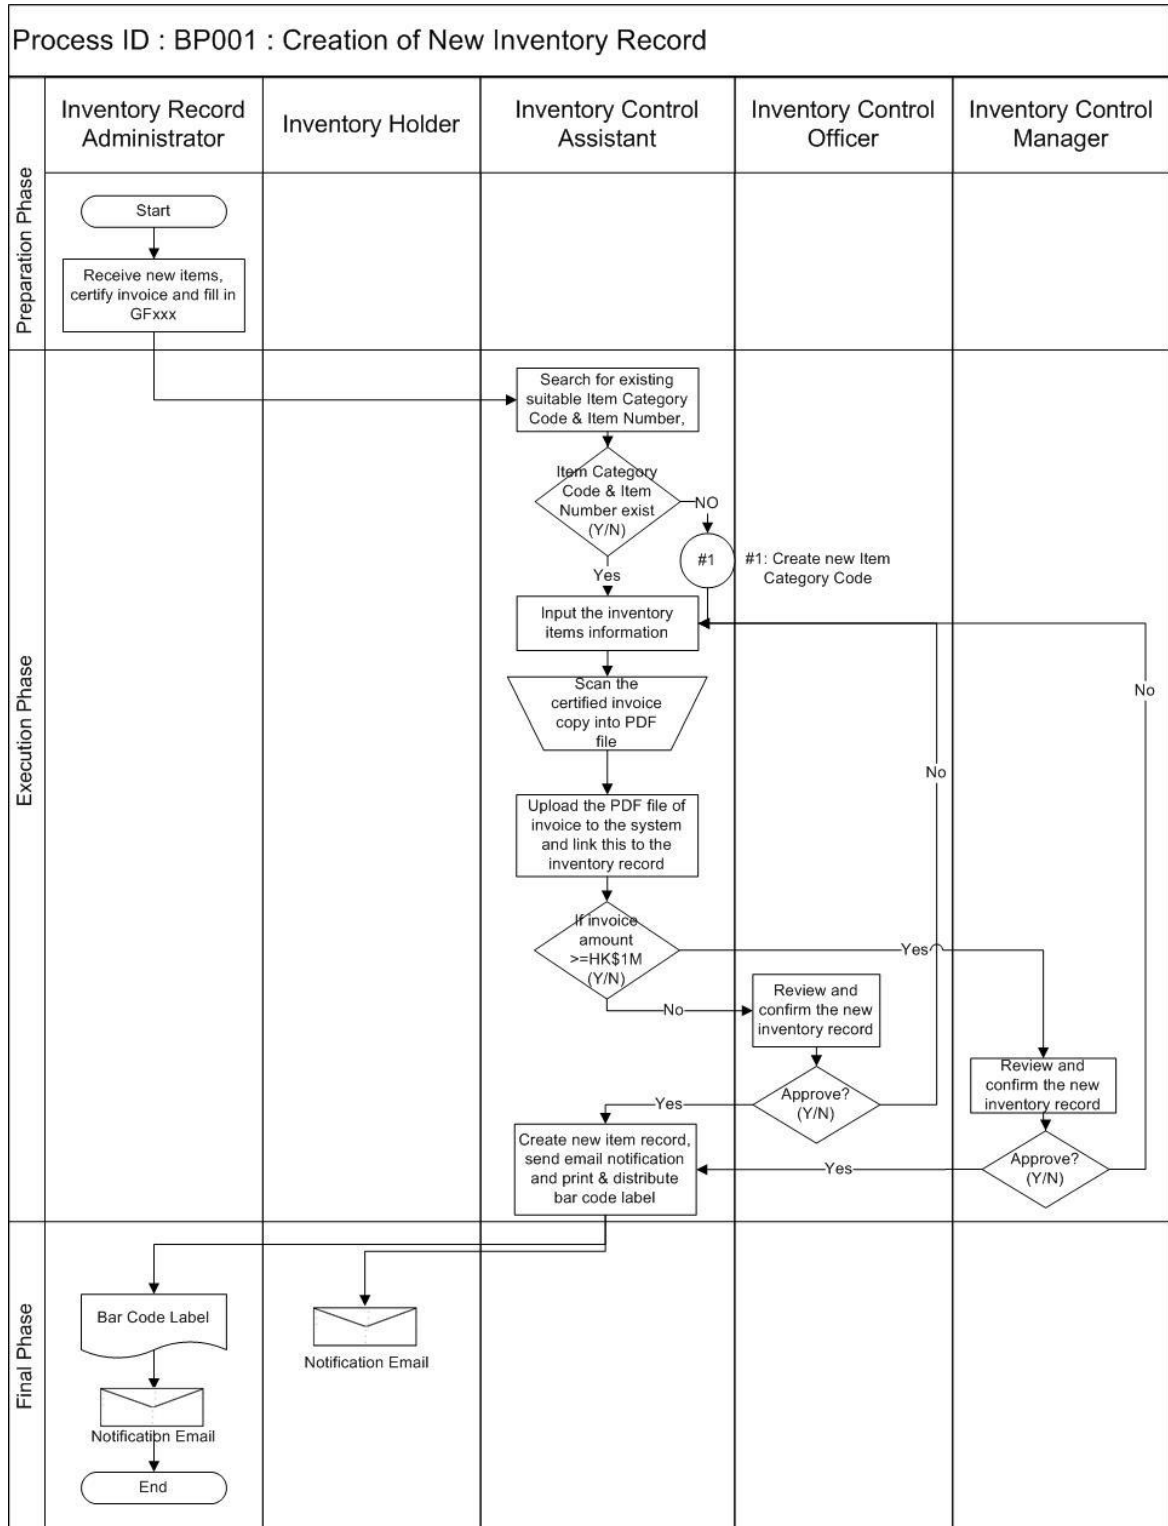 Process ID : BP001 : Creation of New Inventory Record
Inventory Record
Administrator
Inventory Holder
Inventory Control
Assistant
Inventory Control
Officer
Inventory Control
Manager
Preparation Phase
Start
Receive new items,
certify invoice and fill in
GFxxx
Execution Phase
Search for existing
suitable Item Category
Code & Item Number,
Item Category
Code & Item
Number exist
(Y/N)
NO
#1
#1: Create new Item
Category Code
Yes
Input the inventory
items information
Scan the
certified invoice
copy into PDF
file
No
No
Upload the PDF file of
invoice to the system
and link this to the
inventory record
If invoice
amount
>=HK$1M
(Y/N)
Yes
No
Review and
confirm the new
inventory record
Review and
confirm the new
inventory record
Approve?
(Y/N)
Yes
Create new item record,
send email notification
and print & distribute
bar code label
Approve?
(Y/N)
Yes
Final Phase
Bar Code Label
Notification Email
Notification Email
End